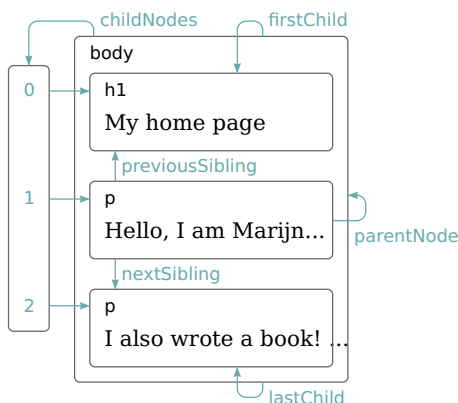 childNodes firstChild
body
0 h1
My home page
previousSibling
1 p
Hello, I am Marijn...
parentNode
nextSibling
2 p
I also wrote a book! ...
lastChild